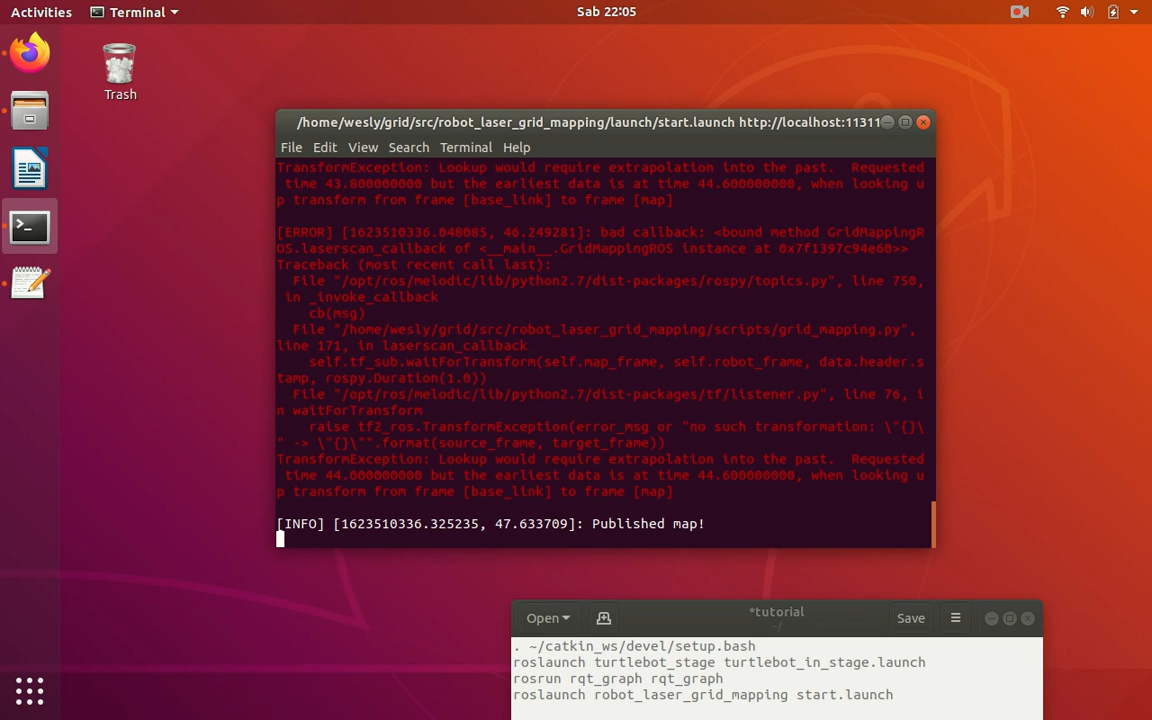 Activities
Terminal
Sab 22:05
Trash
/home/wesly/grid/src/robot_laser_grid_mapping/launch/start.launch http://localhost:11311
File Edit View Search Terminal Help
TransformException: Lookup would require extrapolation into the past.  Requested
 time 43.800000000 but the earliest data is at time 44.600000000, when looking u
p transform from frame [base_link] to frame [map]
[ERROR] [1623510336.048085, 46.249281]: bad callback: <bound method GridMappingR
OS.laserscan_callback of <__main__.GridMappingROS instance at 0x7f1397c94e60>>
Traceback (most recent call last):
  File "/opt/ros/melodic/lib/python2.7/dist-packages/rospy/topics.py", line 750,
 in _invoke_callback
    cb(msg)
  File "/home/wesly/grid/src/robot_laser_grid_mapping/scripts/grid_mapping.py",
line 171, in laserscan_callback
    self.tf_sub.waitForTransform(self.map_frame, self.robot_frame, data.header.s
tamp, rospy.Duration(1.0))
  File "/opt/ros/melodic/lib/python2.7/dist-packages/tf/listener.py", line 76, i
n waitForTransform
    raise tf2_ros.TransformException(error_msg or "no such transformation: \"{}\
" -> \"{}\"".format(source_frame, target_frame))
TransformException: Lookup would require extrapolation into the past.  Requested
 time 44.000000000 but the earliest data is at time 44.600000000, when looking u
p transform from frame [base_link] to frame [map]
[INFO] [1623510336.325235, 47.633709]: Published map!
Open
*tutorial
~/
Save
. ~/catkin_ws/devel/setup.bash
roslaunch turtlebot_stage turtlebot_in_stage.launch
rosrun rqt_graph rqt_graph
roslaunch robot_laser_grid_mapping start.launch